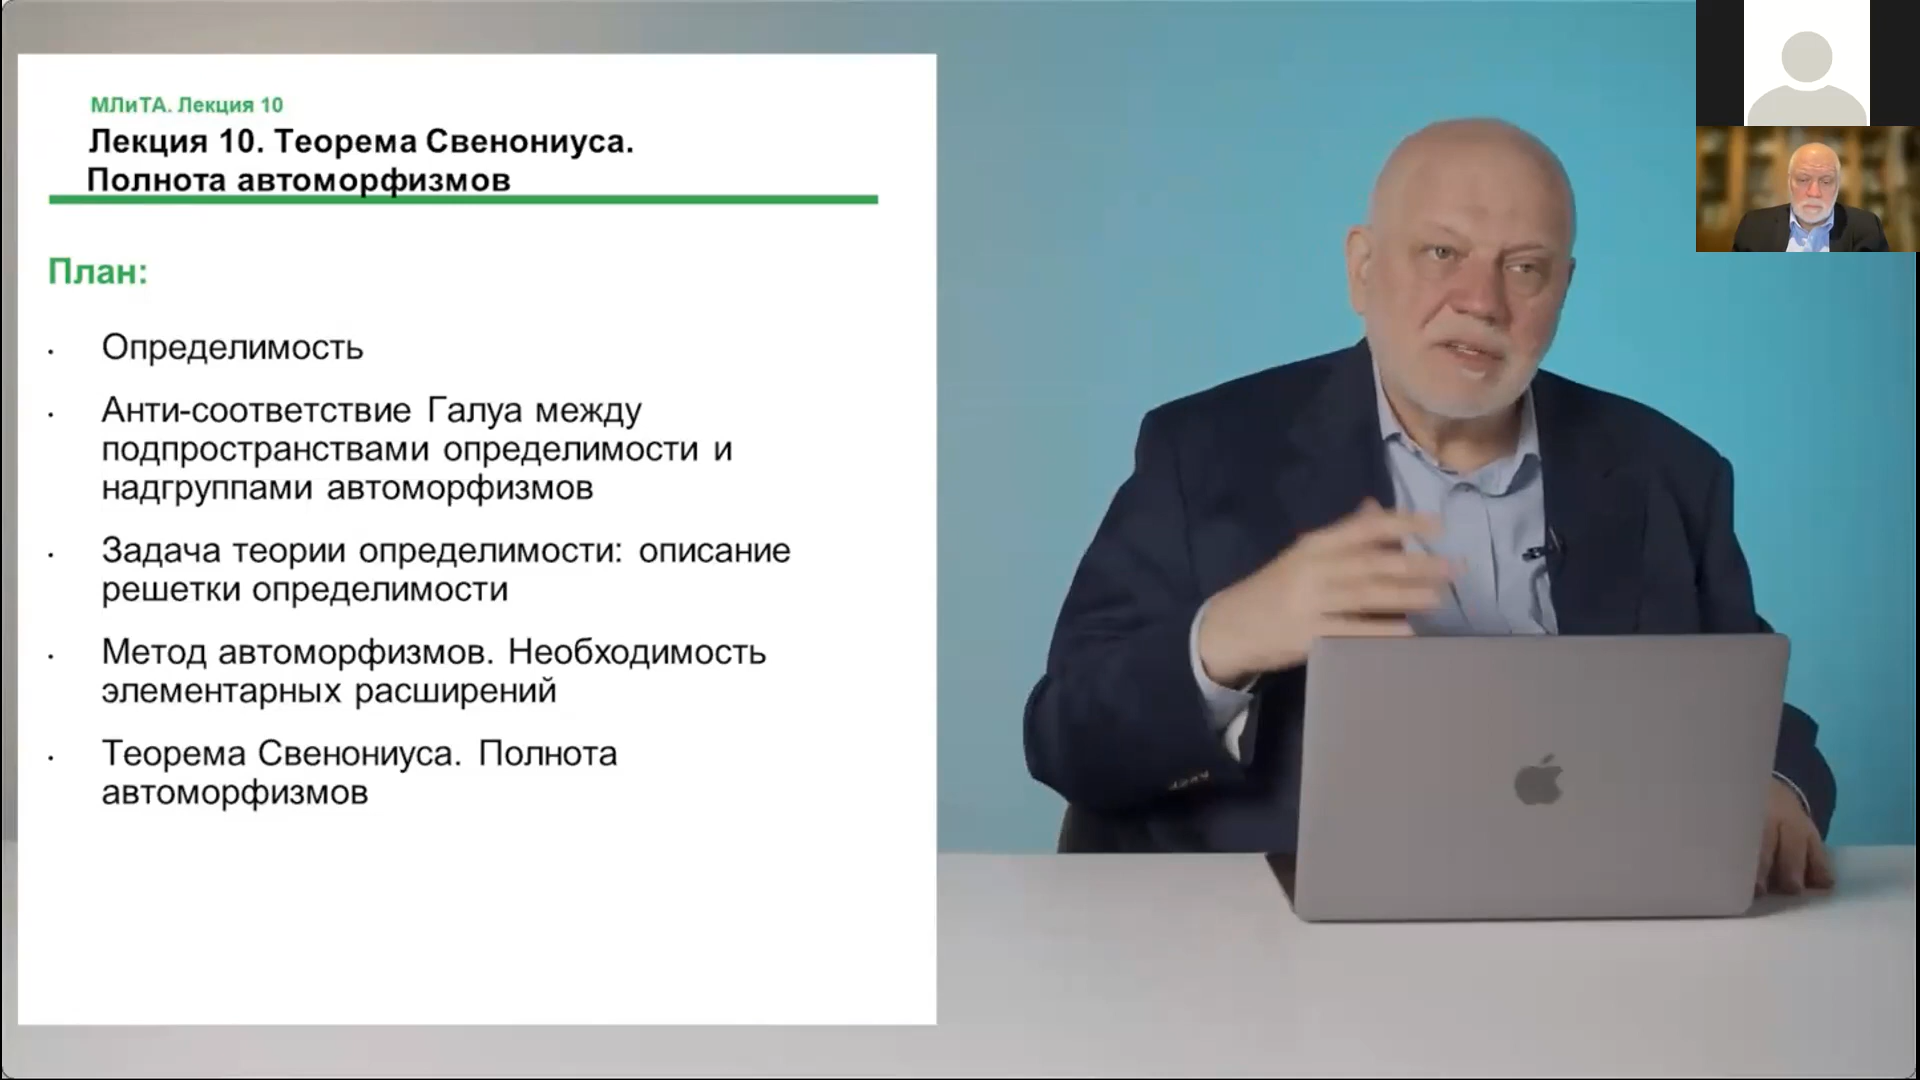 МЛиТА. Лекция 10
Лекция 10. Теорема Свенониуса.
Полнота автоморфизмов
План:
• Определимость
• Анти-соответствие Галуа между
подпространствами определимости и
надгруппами автоморфизмов
• Задача теории определимости: описание
решетки определимости
• Метод автоморфизмов. Необходимость
элементарных расширений
• Теорема Свенониуса. Полнота
автоморфизмов